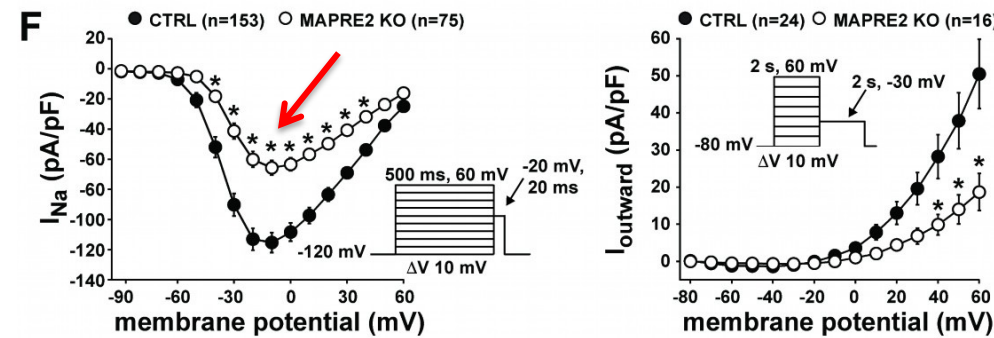 F
CTRL (n=153) MAPRE2 KO (n=75)
20
0
-20
-40
-60
-60
-100
-120
-140
I_Na (pA/pF)
* * * * * * * * *
500 ms, 60 mV
-20 mV,
20 ms
-120 mV
ΔV 10 mV
-90 -60 -30 0 30 60
membrane potential (mV)
CTRL (n=24) MAPRE2 KO (n=16)
60
50
40
30
20
10
0
I_outward (pA/pF)
2 s, 60 mV
2 s, -30 mV
-80 mV
ΔV 10 mV
* * *
-80 -60 -40 -20 0 20 40 60
membrane potential (mV)